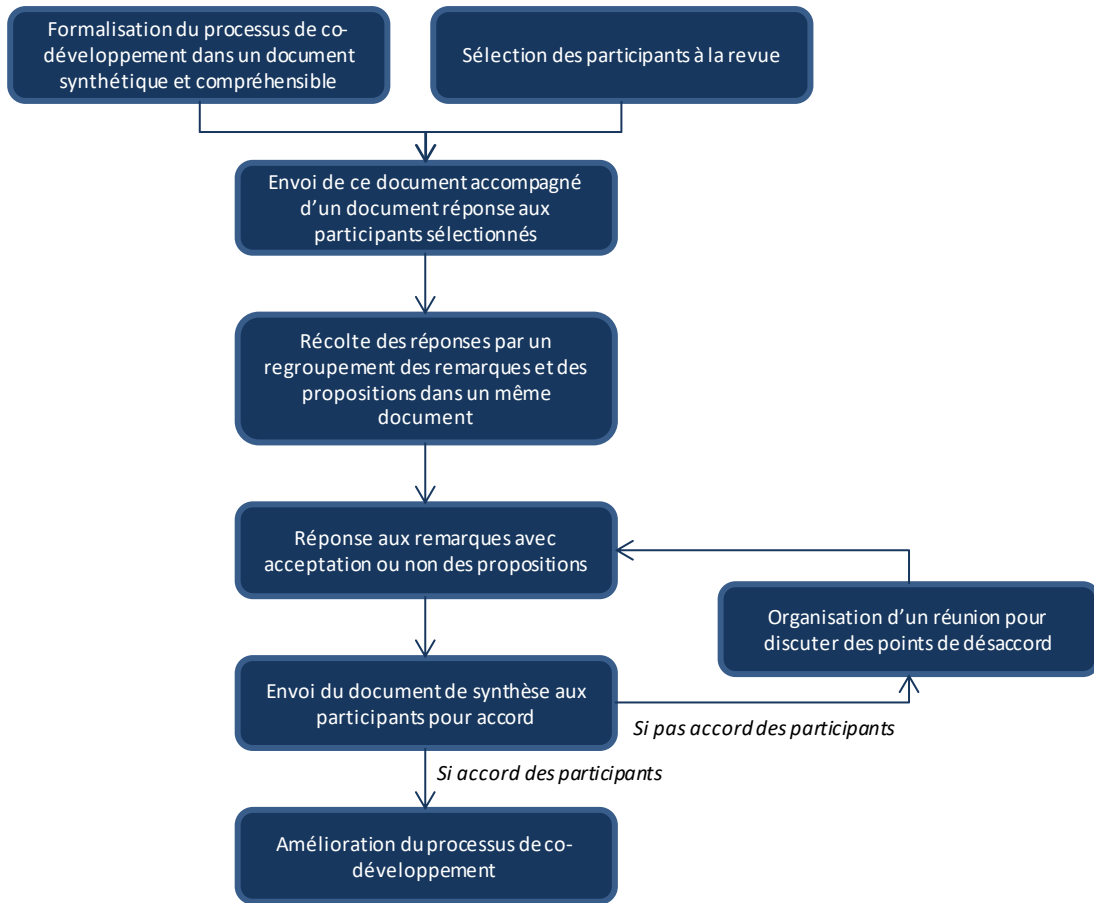 Formalisation du processus de co-
développement dans un document
synthétique et compréhensible
Sélection des participants à la revue
Envoi de ce document accompagné
d'un document réponse aux
participants sélectionnés
Récolte des réponses par un
regroupement des remarques et des
propositions dans un même
document
Réponse aux remarques avec
acceptation ou non des propositions
Organisation d'un réunion pour
discuter des points de désaccord
Envoi du document de synthèse aux
participants pour accord
Si pas accord des participants
Si accord des participants
Amélioration du processus de co-
développement